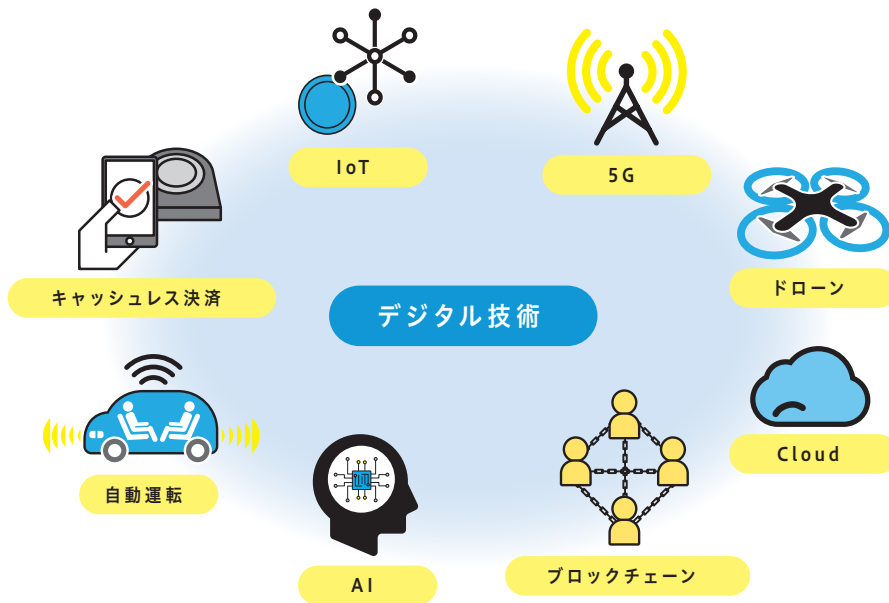 IoT
5G
キャッシュレス決済
ドローン
デジタル技術
自動運転
Cloud
AI
ブロックチェーン